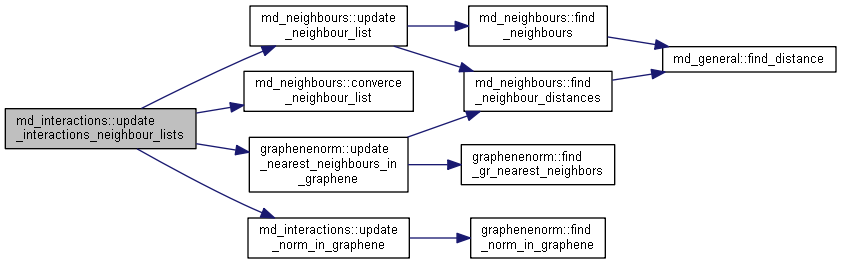 md_interactions::update
_interactions_neighbour_lists
md_neighbours::update
_neighbour_list
md_neighbours::converce
_neighbour_list
graphenenorm::update
_nearest_neighbours_in
_graphene
md_interactions::update
_norm_in_graphene
md_neighbours::find
_neighbours
md_neighbours::find
_neighbour_distances
graphenenorm::find
_gr_nearest_neighbors
graphenenorm::find
_norm_in_graphene
md_general::find_distance